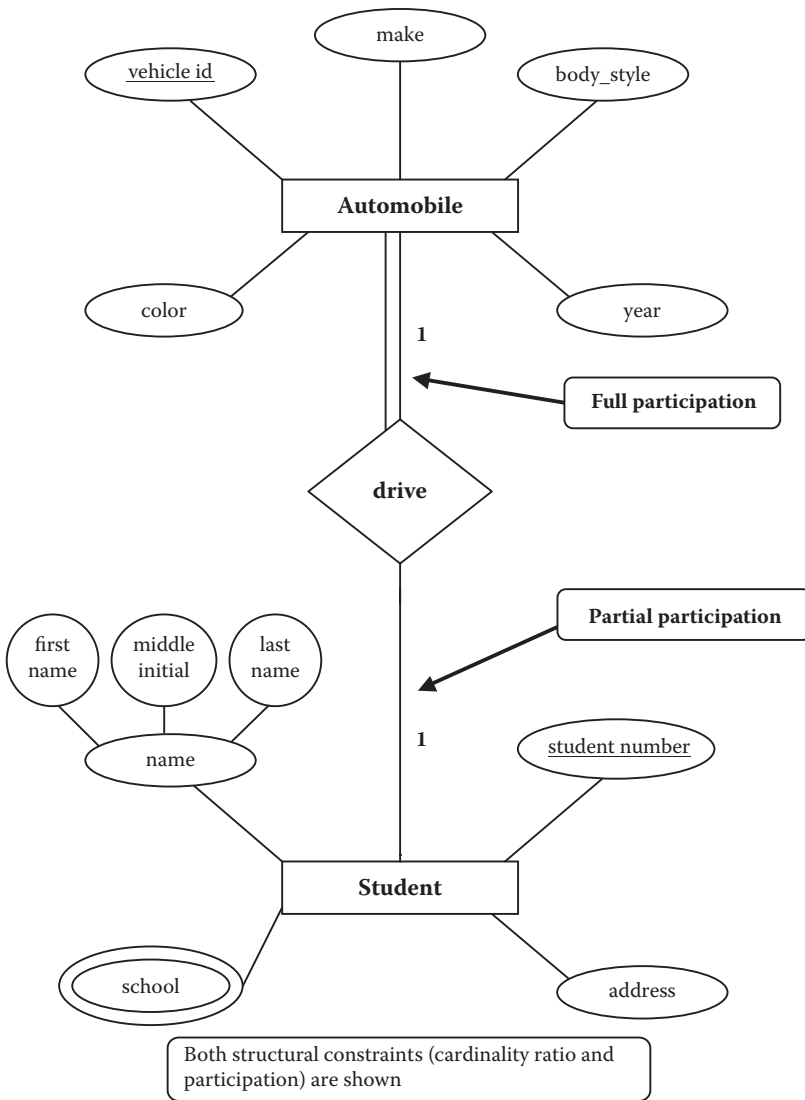 make
vehicle id
body_style
Automobile
color
year
1
Full participation
drive
Partial participation
first
name
middle
initial
last
name
1
student number
name
Student
school
address
Both structural constraints (cardinality ratio and
participation) are shown